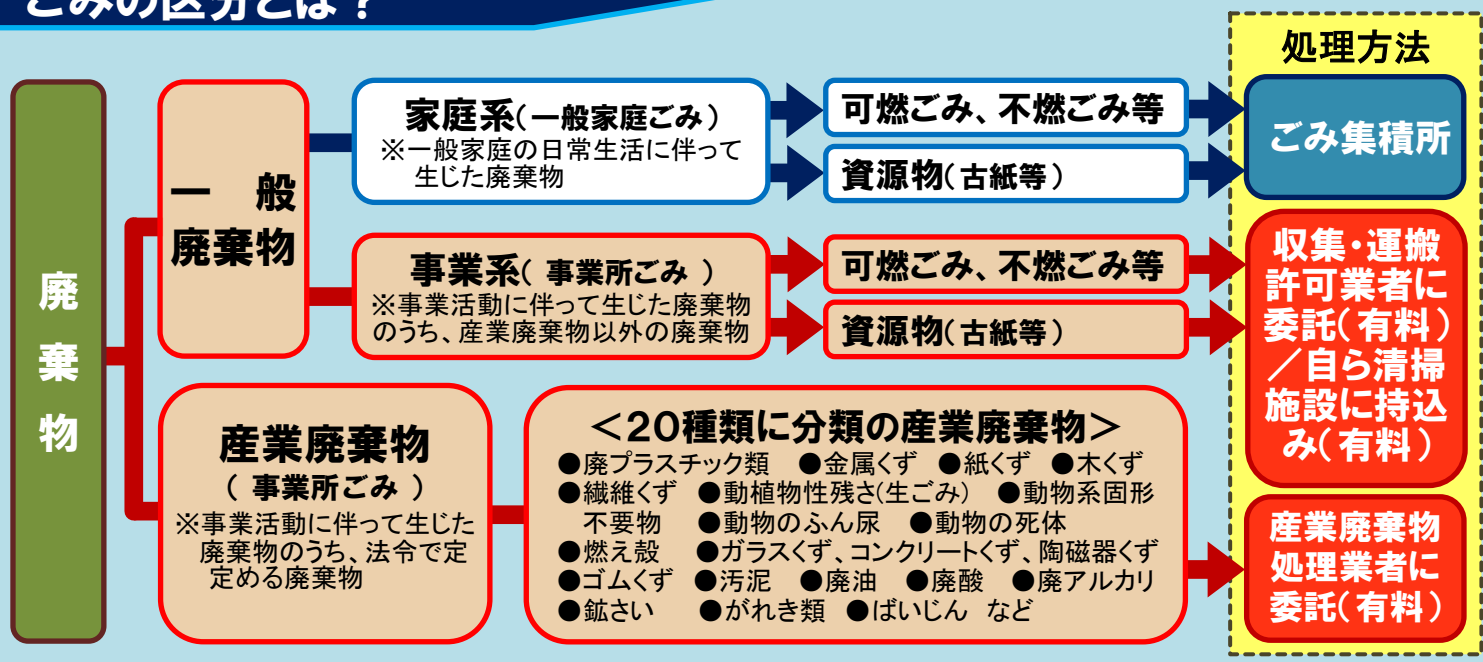 ごみの区分とは？
処理方法
廃棄物
一般
廃棄物
家庭系(一般家庭ごみ)
※一般家庭の日常生活に伴って
生じた廃棄物
可燃ごみ、不燃ごみ等
資源物(古紙等)
ごみ集積所
事業系( 事業所ごみ )
※事業活動に伴って生じた廃棄物
のうち、産業廃棄物以外の廃棄物
可燃ごみ、不燃ごみ等
資源物(古紙等)
収集・運搬
許可業者に
委託(有料)
／自ら清掃
施設に持込
み(有料)
産業廃棄物
( 事業所ごみ )
※事業活動に伴って生じた
廃棄物のうち、法令で定
定める廃棄物
＜20種類に分類の産業廃棄物＞
●廃プラスチック類 ●金属くず ●紙くず ●木くず
●繊維くず ●動植物性残さ(生ごみ) ●動物系固形
不要物 ●動物のふん尿 ●動物の死体
●燃え殻 ●ガラスくず、コンクリートくず、陶磁器くず
●ゴムくず ●汚泥 ●廃油 ●廃酸 ●廃アルカリ
●鉱さい ●がれき類 ●ばいじん など
産業廃棄物
処理業者に
委託(有料)